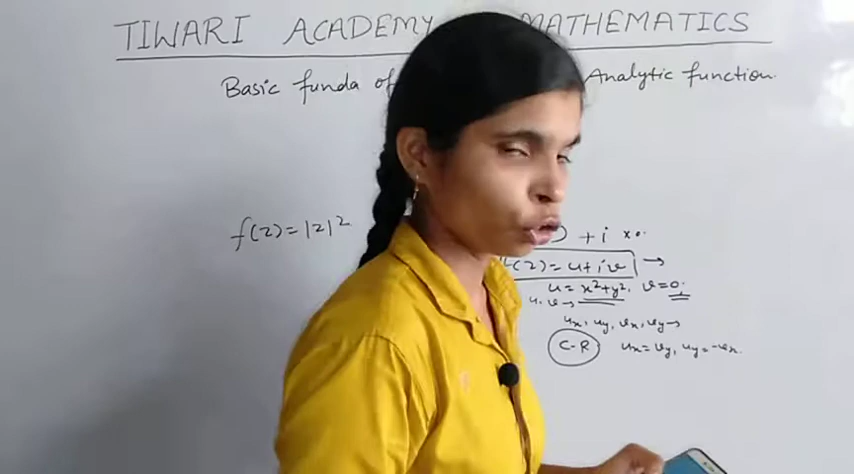 TIWARI ACADEMY MATHEMATICS
Basic funda of Analytic function.
f(z)=|z|²
) + i x0.
(z)=u+iv →
u = x²+y², v=0.
u, v →
ux, uy, vx, vy →
C-R ux=vy, uy=-vx.